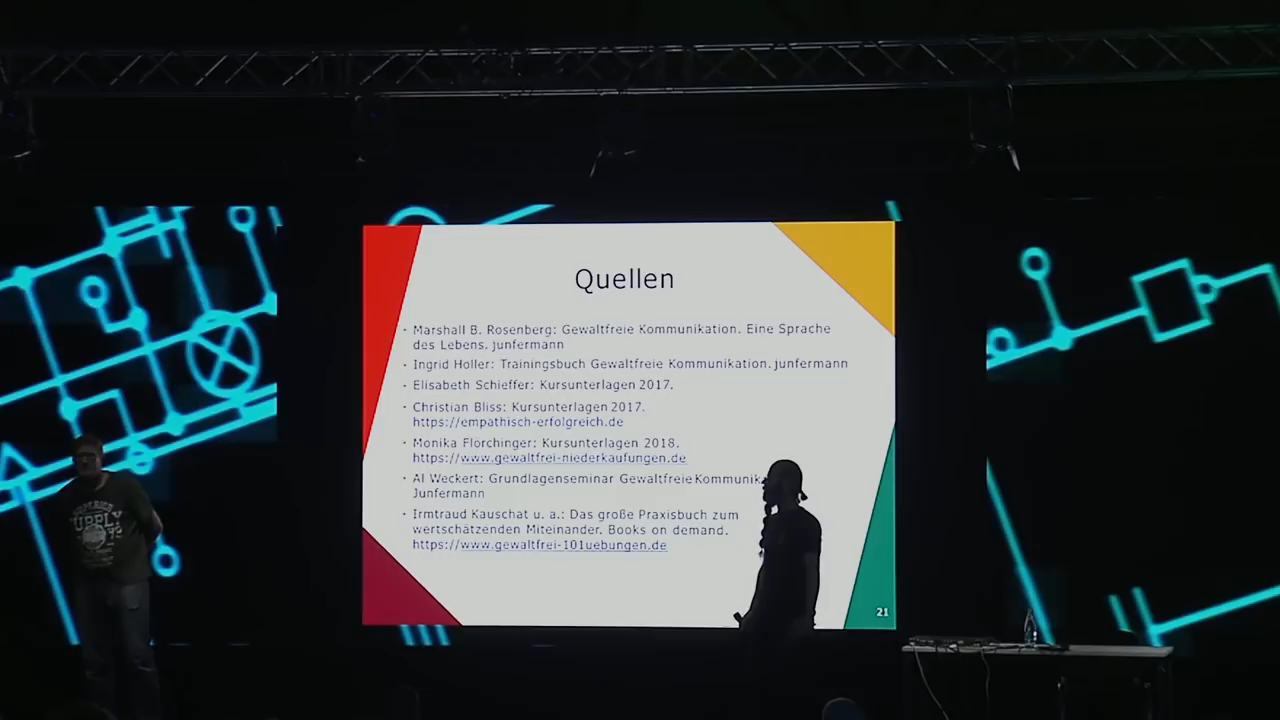 Quellen
· Marshall B. Rosenberg: Gewaltfreie Kommunikation. Eine Sprache
des Lebens. junfermann
· Ingrid Holler: Trainingsbuch Gewaltfreie Kommunikation. junfermann
· Elisabeth Schieffer: Kursunterlagen 2017.
· Christian Bliss: Kursunterlagen 2017.
https://empathisch-erfolgreich.de
· Monika Flörchinger: Kursunterlagen 2018.
https://www.gewaltfrei-niederkaufungen.de
· Al Weckert: Grundlagenseminar Gewaltfreie Kommunik
Junfermann
· Irmtraud Kauschat u. a.: Das große Praxisbuch zum
wertschätzenden Miteinander. Books on demand.
https://www.gewaltfrei-101uebungen.de
21
SUPERIOR
UPPLY